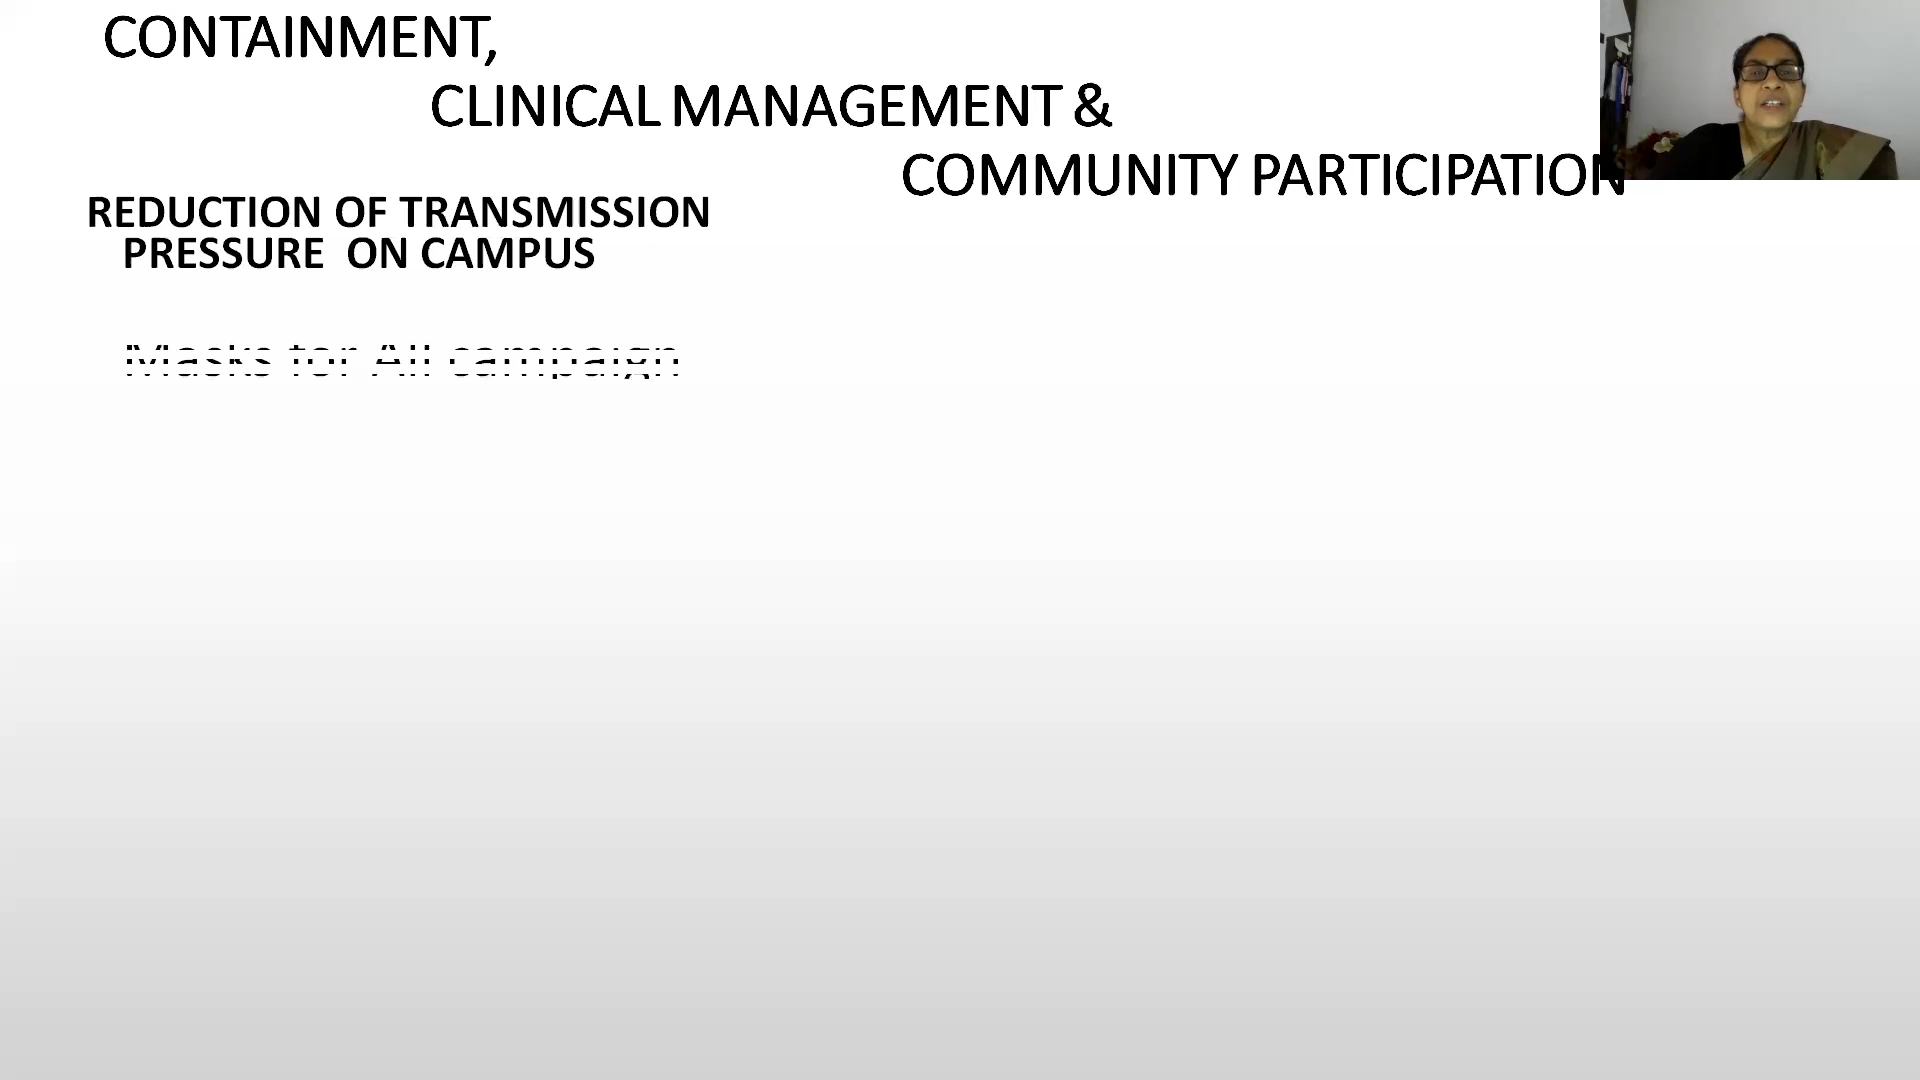 CONTAINMENT,
CLINICAL MANAGEMENT &
COMMUNITY PARTICIPATION
REDUCTION OF TRANSMISSION
PRESSURE ON CAMPUS
Masks for All campaign